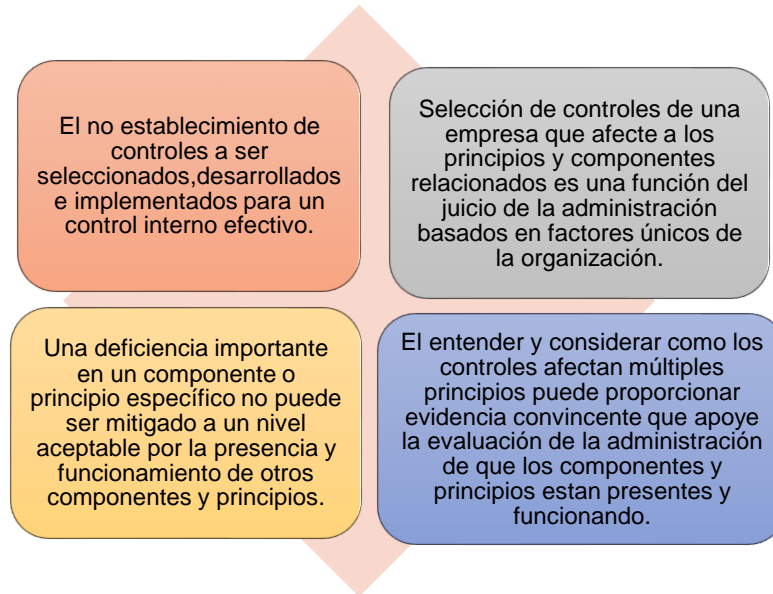 El no establecimiento de
controles a ser
seleccionados,desarrollados
e implementados para un
control interno efectivo.
Selección de controles de una
empresa que afecte a los
principios y componentes
relacionados es una función del
juicio de la administración
basados en factores únicos de
la organización.
Una deficiencia importante
en un componente o
principio específico no puede
ser mitigado a un nivel
aceptable por la presencia y
funcionamiento de otros
componentes y principios.
El entender y considerar como los
controles afectan múltiples
principios puede proporcionar
evidencia convincente que apoye
la evaluación de la administración
de que los componentes y
principios estan presentes y
funcionando.